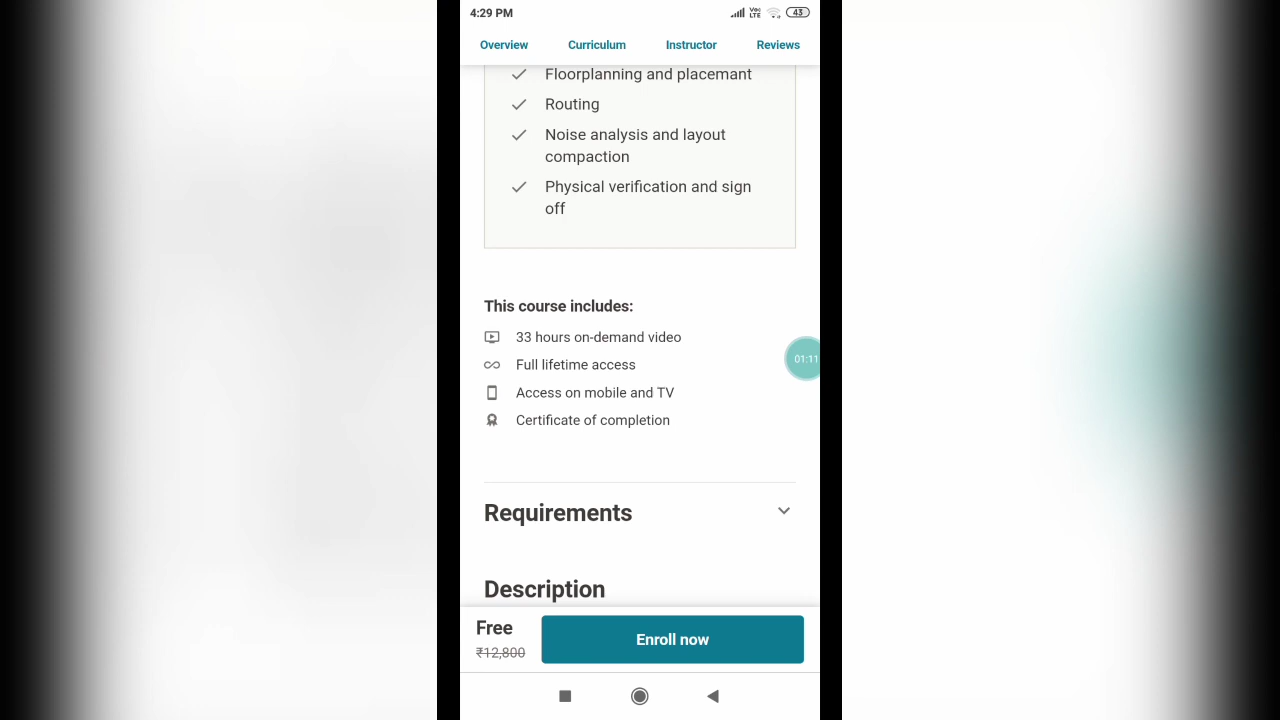 4:29 PM
Vo
LTE
43
Overview Curriculum Instructor Reviews
Floorplanning and placemant
Routing
Noise analysis and layout
compaction
Physical verification and sign
off
This course includes:
33 hours on-demand video
Full lifetime access
01:11
Access on mobile and TV
Certificate of completion
Requirements
Description
Free
₹12,800
Enroll now